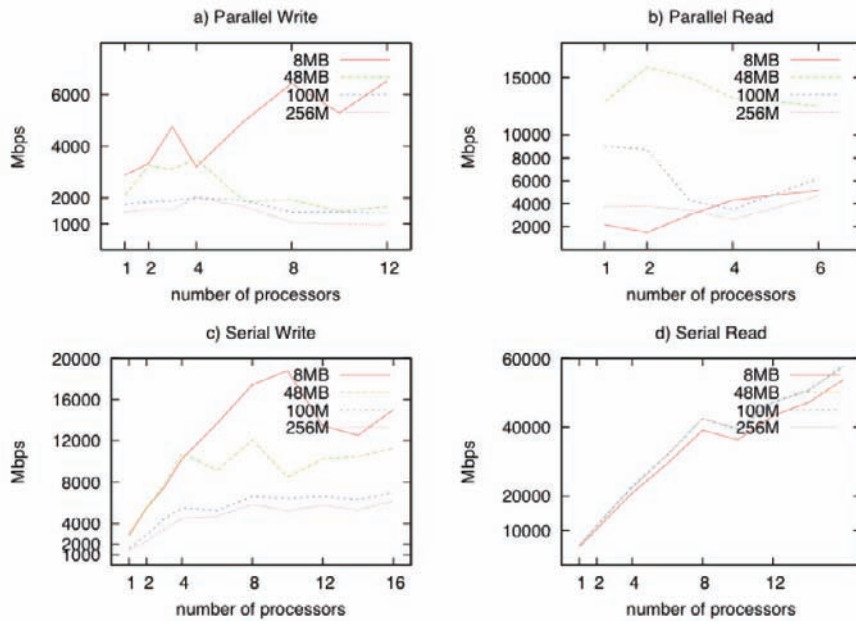 a) Parallel Write
8MB
48MB
100M
256M
6000
4000
2000
1000
Mbps
1 2 4 8 12
number of processors
b) Parallel Read
8MB
48MB
100M
256M
15000
10000
8000
6000
4000
2000
Mbps
1 2 4 6
number of processors
c) Serial Write
8MB
48MB
100M
256M
20000
16000
12000
8000
4000
2000
1000
Mbps
1 2 4 8 12 16
number of processors
d) Serial Read
8MB
48MB
100M
256M
60000
40000
20000
10000
Mbps
1 2 4 8 12
number of processors